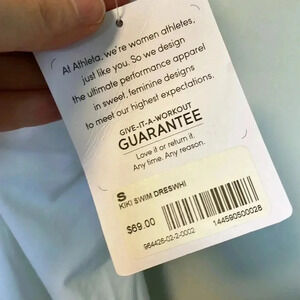 At Athleta, we're women athletes,
just like you. So we design
the ultimate performance apparel
in sweet, feminine designs
to meet our highest expectations.
GIVE-IT-A-WORKOUT
GUARANTEE
Love it or return it.
Any time. Any reason.
S
KIKI SWIM DRESWHI
$69.00
964426-02-2-0002
144590500028